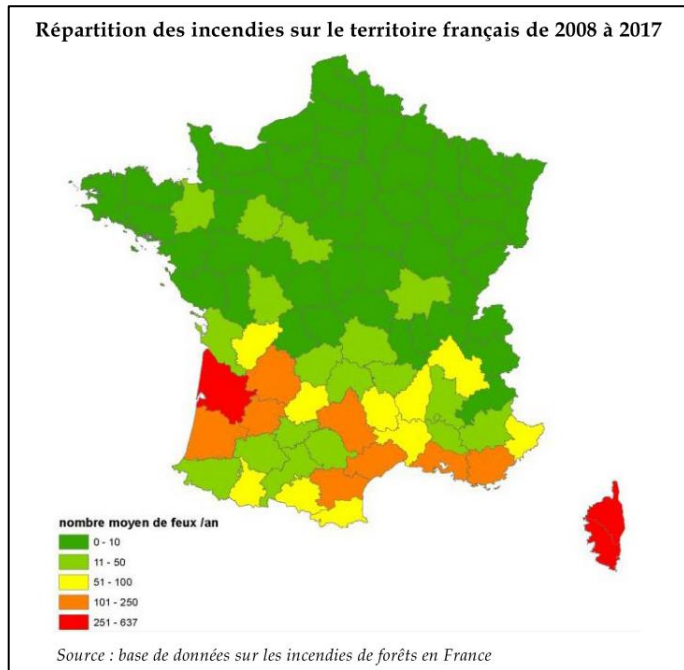 Répartition des incendies sur le territoire français de 2008 à 2017
nombre moyen de feux /an
0 - 10
11 - 50
51 - 100
101 - 250
251 - 637
Source : base de données sur les incendies de forêts en France